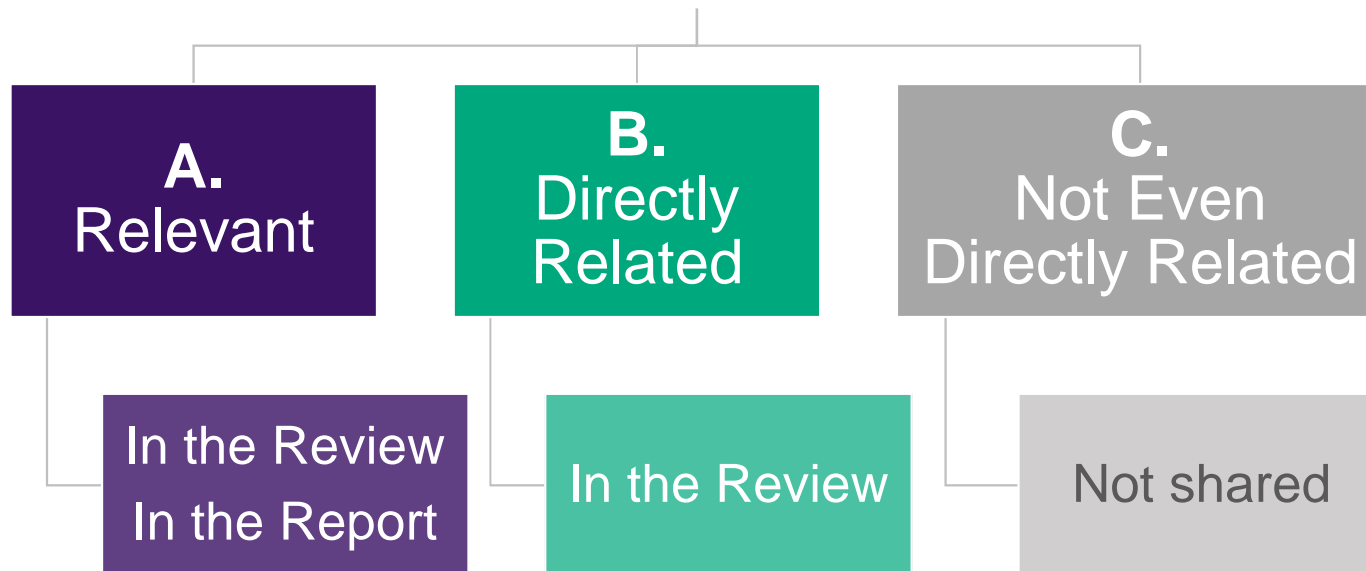 A.
Relevant
B.
Directly
Related
C.
Not Even
Directly Related
In the Review
In the Report
In the Review
Not shared